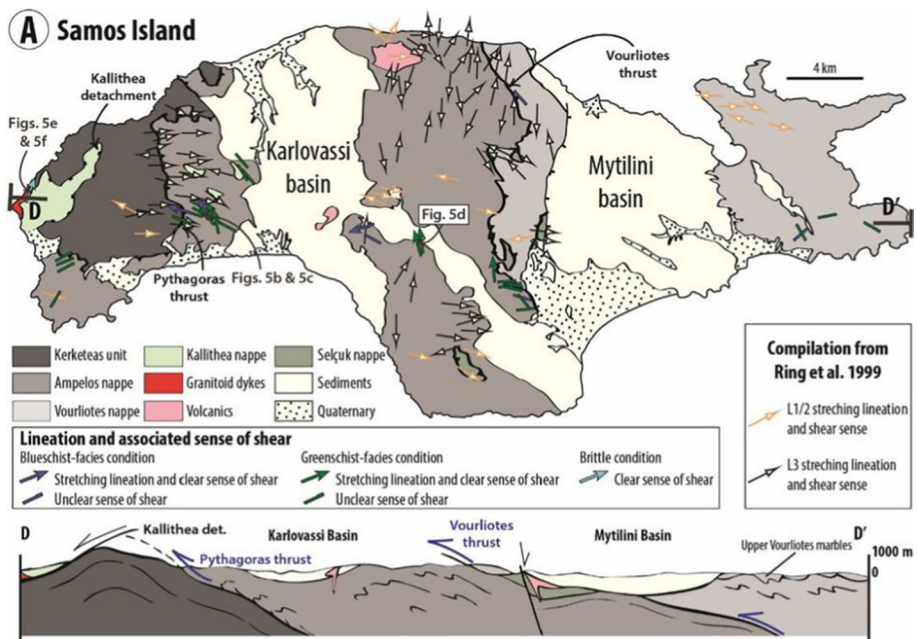 A Samos Island
Kallithea
detachment
Figs. 5e
& 5f
Vourliotes
thrust
4 km
Karlovassi
basin
Mytilini
basin
D
D'
Fig. 5d
Pythagoras
thrust
Figs. 5b & 5c
Kerketeas unit
Kallithea nappe
Selçuk nappe
Ampelos nappe
Granitoid dykes
Sediments
Vourliotes nappe
Volcanics
Quaternary
Compilation from
Ring et al. 1999
L1/2 streching lineation
and shear sense
L3 streching lineation
and shear sense
Lineation and associated sense of shear
Blueschist-facies condition
Stretching lineation and clear sense of shear
Unclear sense of shear
Greenschist-facies condition
Stretching lineation and clear sense of shear
Unclear sense of shear
Brittle condition
Clear sense of shear
D
Kallithea det.
Pythagoras thrust
Karlovassi Basin
Vourliotes
thrust
Mytilini Basin
Upper Vourliotes marbles
D'
1000 m
0